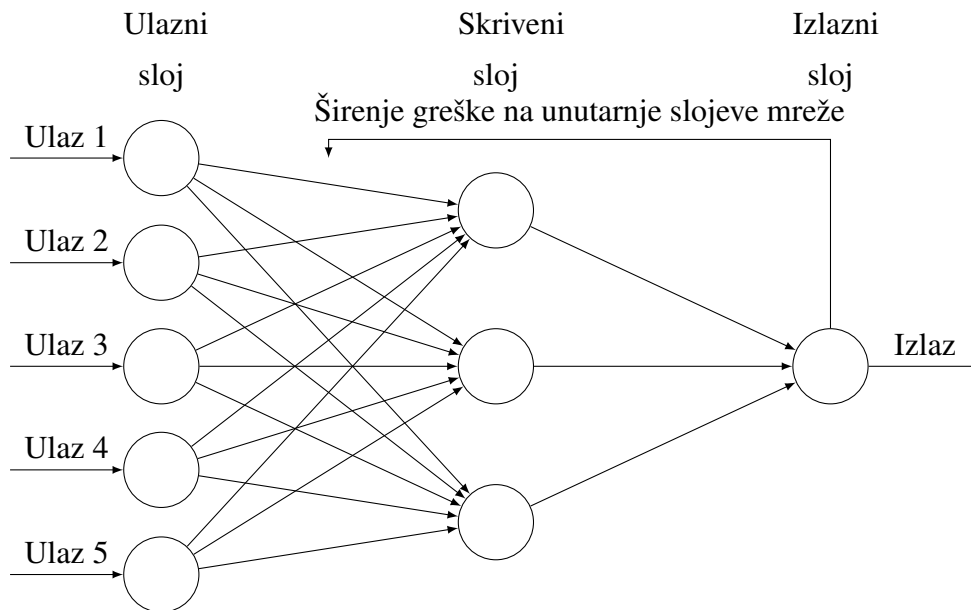 Ulazni
sloj
Skriveni
sloj
Izlazni
sloj
Širenje greške na unutarnje slojeve mreže
Ulaz 1
Ulaz 2
Ulaz 3
Ulaz 4
Ulaz 5
Izlaz